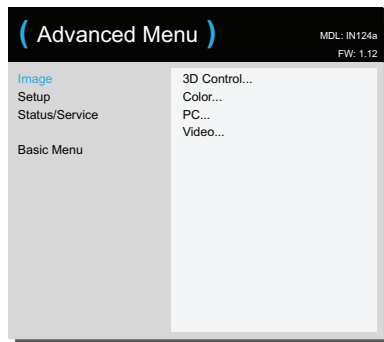 ( Advanced Menu )
MDL: IN124a
FW: 1.12
Image
Setup
Status/Service
Basic Menu
3D Control...
Color...
PC...
Video...